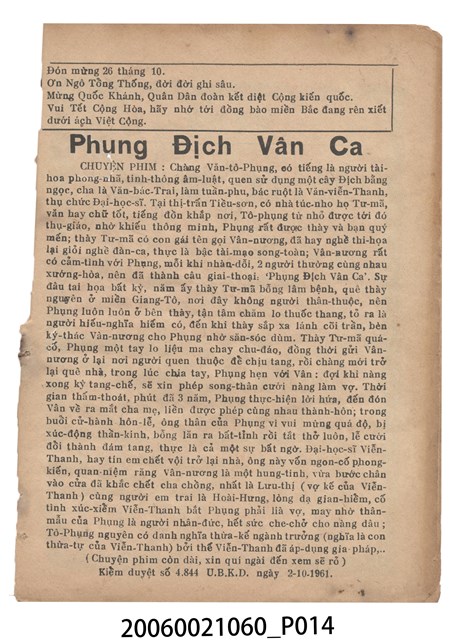 Đón mừng 26 tháng 10.
Ơn Ngô Tổng Thống, đời đời ghi sâu.
Mừng Quốc Khánh, Quân Dân đoàn kết diệt Cộng kiến quốc.
Vui Tết Cộng Hòa, hãy nhớ tới đồng bào miền Bắc đang rên xiết
dưới ách Việt Cộng.
Phụng Địch Vân Ca
CHUYỆN PHIM : Chàng Văn-tô-Phụng, có tiếng là người tài-
hoa phong-nhã, tinh-thông âm-luật, quen sử dụng một cây Địch bằng
ngọc, cha là Văn-bác-Trai, làm tuần-phu, bác ruột là Văn-viễn-Thanh,
thụ chức Đại-học-sĩ. Tại thị-trấn Tiều-sơn, có nhà túc-nho họ Tư-mã,
văn hay chữ tốt, tiếng đồn khắp nơi, Tô-phụng từ nhỏ được tới đó
thụ-giáo, nhờ khiếu thông minh, Phụng rất được thày và bạn quý
mến; thày Tư-mã có con gái tên gọi Vân-nương, đã hay nghề thi-họa
lại giỏi nghề đàn-ca, thực là bậc tài-mạo song-toàn; Vân-nương rất
có cảm-tình với Phụng, mỗi khi nhàn-dỗi, 2 người thường cùng nhau
xướng-hòa, nên đã thành câu giai-thoại. 'Phụng Địch Vân Ca'. Sự
đâu tai họa bất kỳ, năm ấy thày Tư-mã bỗng lâm bệnh, quê thày
nguyên ở miền Giang-Tô, nơi đây không người thân-thuộc, nên
Phụng luôn luôn ở bên thày, tận tâm chăm lo thuốc thang, tỏ ra là
người hiếu-nghĩa hiếm có, đến khi thày sắp xa lánh cõi trần, bèn
ký-thác Vân-nương cho Phụng nhờ săn-sóc dùm. Thày Tư-mã quá-
cố, Phụng một tay lo liệu ma chay chu-đáo, đồng thời gửi Vân-
nương ở lại nơi người quen thuộc để chịu tang, rồi chàng mới trở
lại quê nhà, trong lúc chia tay, Phụng hẹn với Vân : đợi khi nàng
xong kỳ tang-chế, sẽ xin phép song-thân cưới nàng làm vợ. Thời
gian thấm-thoát, phút đã 3 năm, Phụng thực-hiện lời hứa, đến đón
Vân về ra mắt cha mẹ, liền được phép cùng nhau thành-hôn; trong
buổi cử-hành hôn-lễ, ông thân của Phụng vì vui mừng quá độ, bị
xúc-động thần-kinh, bỗng lăn ra bất-tỉnh rồi tắt thở luôn, lễ cưới
đổi thành đám tang, thực là cả một sự bất ngờ. Đại-học-sĩ Viễn-
Thanh, hay tin em chết vội trở lại nhà, ông này vốn ngon-cố phong-
kiến, quan-niệm rằng Vân-nương là một hung-tinh, vừa bước chân
vào cửa đã khắc chết cha chồng, nhất là Lưu-thị ( vợ kế của Viễn-
Thanh ) cùng người em trai là Hoài-Hưng, lòng dạ gian-hiểm, cố
tình xúc-xiểm Viễn-Thanh bắt Phụng phải lìa vợ, may nhờ thân-
mẫu của Phụng là người nhân-đức, hết sức che-chở cho nàng dâu ;
Tô-Phụng nguyên có danh nghĩa thừa-kế ngành trưởng (nghĩa là con
thừa-tự của Viễn-Thanh) bởi thế Viễn-Thanh đã áp-dụng gia-pháp,..
(Chuyện phim còn dài, xin quí ngài đến xem sẽ rõ )
Kiểm duyệt số 4.844 U.B.K.D. ngày 2-10-1961.
20060021060_P014